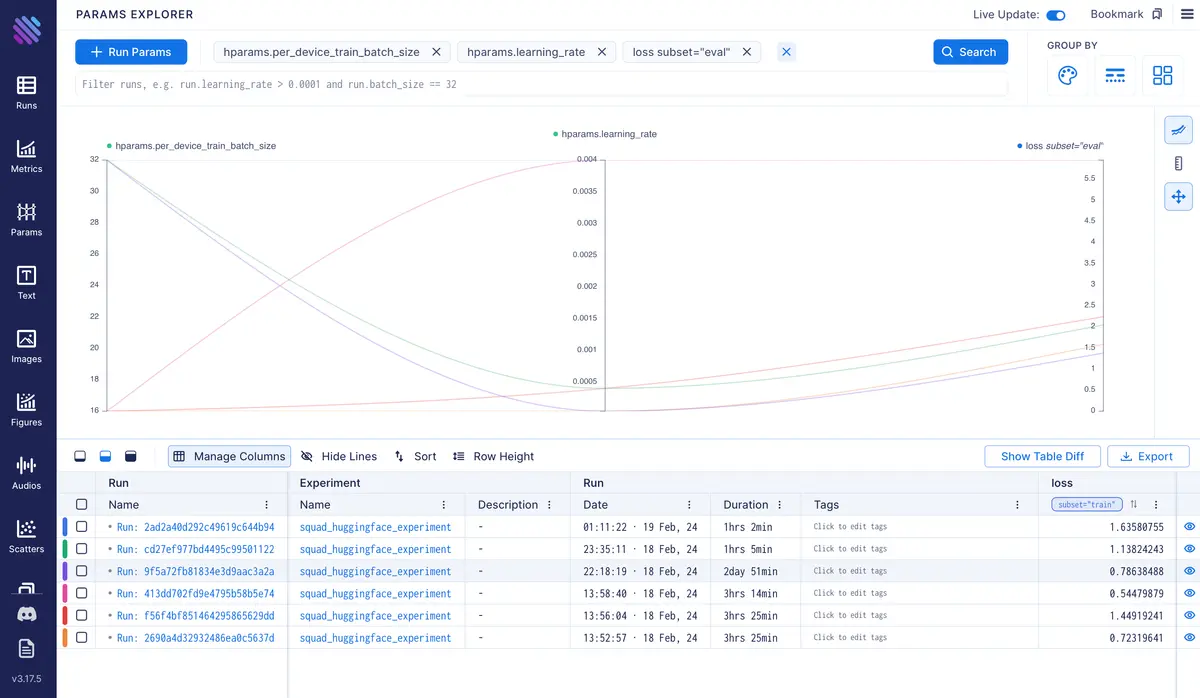 PARAMS EXPLORER
Live Update:
Bookmark
Run Params
hparams.per_device_train_batch_size
hparams.learning_rate
loss subset="eval"
Search
GROUP BY
Filter runs, e.g. run.learning_rate > 0.0001 and run.batch_size == 32
Runs
Metrics
Params
Text
Images
Figures
Audios
Scatters
v3.17.5
hparams.per_device_train_batch_size
hparams.learning_rate
loss subset="eval"
32
30
28
26
24
22
20
18
16
0.004
0.0035
0.003
0.0025
0.002
0.0015
0.001
0.0005
5.5
5
4.5
4
3.5
3
2.5
2
1.5
1
0.5
0
Manage Columns
Hide Lines
Sort
Row Height
Show Table Diff
Export
Run Experiment Run loss
Name Name Description Date Duration Tags subset="train"
Run: 2ad2a40d292c49619c644b94 squad_huggingface_experiment - 01:11:22 · 19 Feb, 24 1hrs 2min Click to edit tags 1.63580755
Run: cd27ef977bd4495c99501122 squad_huggingface_experiment - 23:35:11 · 18 Feb, 24 1hrs 5min Click to edit tags 1.13824243
Run: 9f5a72fb81834e3d9aac3a2a squad_huggingface_experiment - 22:18:19 · 18 Feb, 24 2day 51min Click to edit tags 0.78638488
Run: 413dd702fd9e4795b58b5e74 squad_huggingface_experiment - 13:58:40 · 18 Feb, 24 3hrs 14min Click to edit tags 0.54479879
Run: f56f4bf851464295865629dd squad_huggingface_experiment - 13:56:04 · 18 Feb, 24 3hrs 25min Click to edit tags 1.44919241
Run: 2690a4d32932486ea0c5637d squad_huggingface_experiment - 13:52:57 · 18 Feb, 24 3hrs 25min Click to edit tags 0.72319641